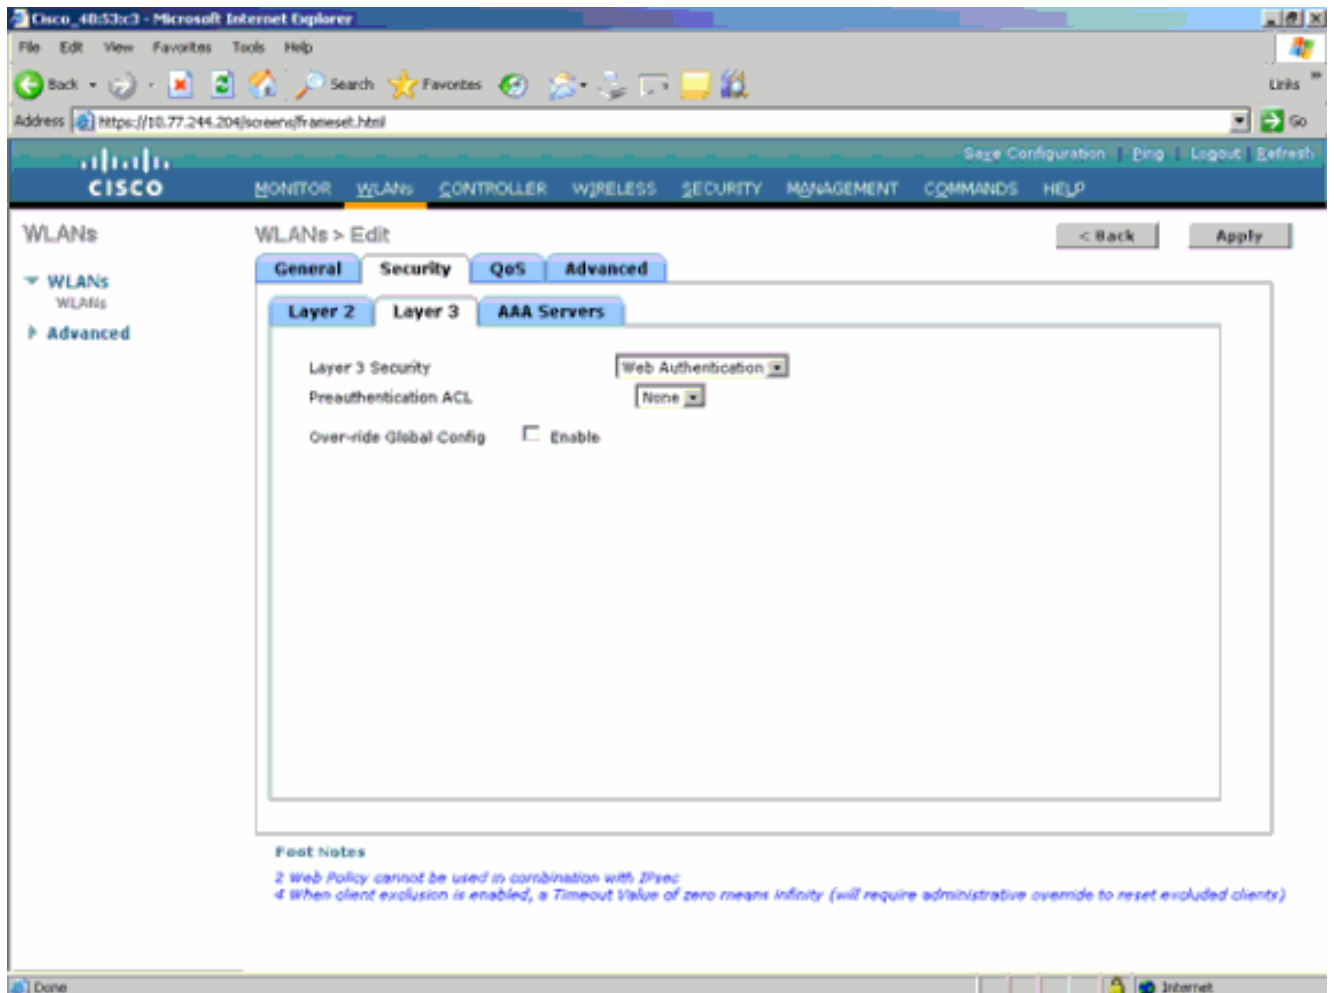 Cisco_40:53:c3 - Microsoft Internet Explorer
File Edit View Favorites Tools Help
Back Search Favorites Links »
Address https://10.77.244.204/screens/frameset.html Go
Save Configuration | Ping | Logout | Refresh
CISCO MONITOR WLANs CONTROLLER WIRELESS SECURITY MANAGEMENT COMMANDS HELP
WLANs
WLANs
WLANs
Advanced
WLANs > Edit < Back Apply
General Security QoS Advanced
Layer 2 Layer 3 AAA Servers
Layer 3 Security Web Authentication
Preauthentication ACL None
Over-ride Global Config Enable
Foot Notes
2 Web Policy cannot be used in combination with IPsec
4 When client exclusion is enabled, a Timeout Value of zero means infinity (will require administrative override to reset excluded clients)
Done Internet